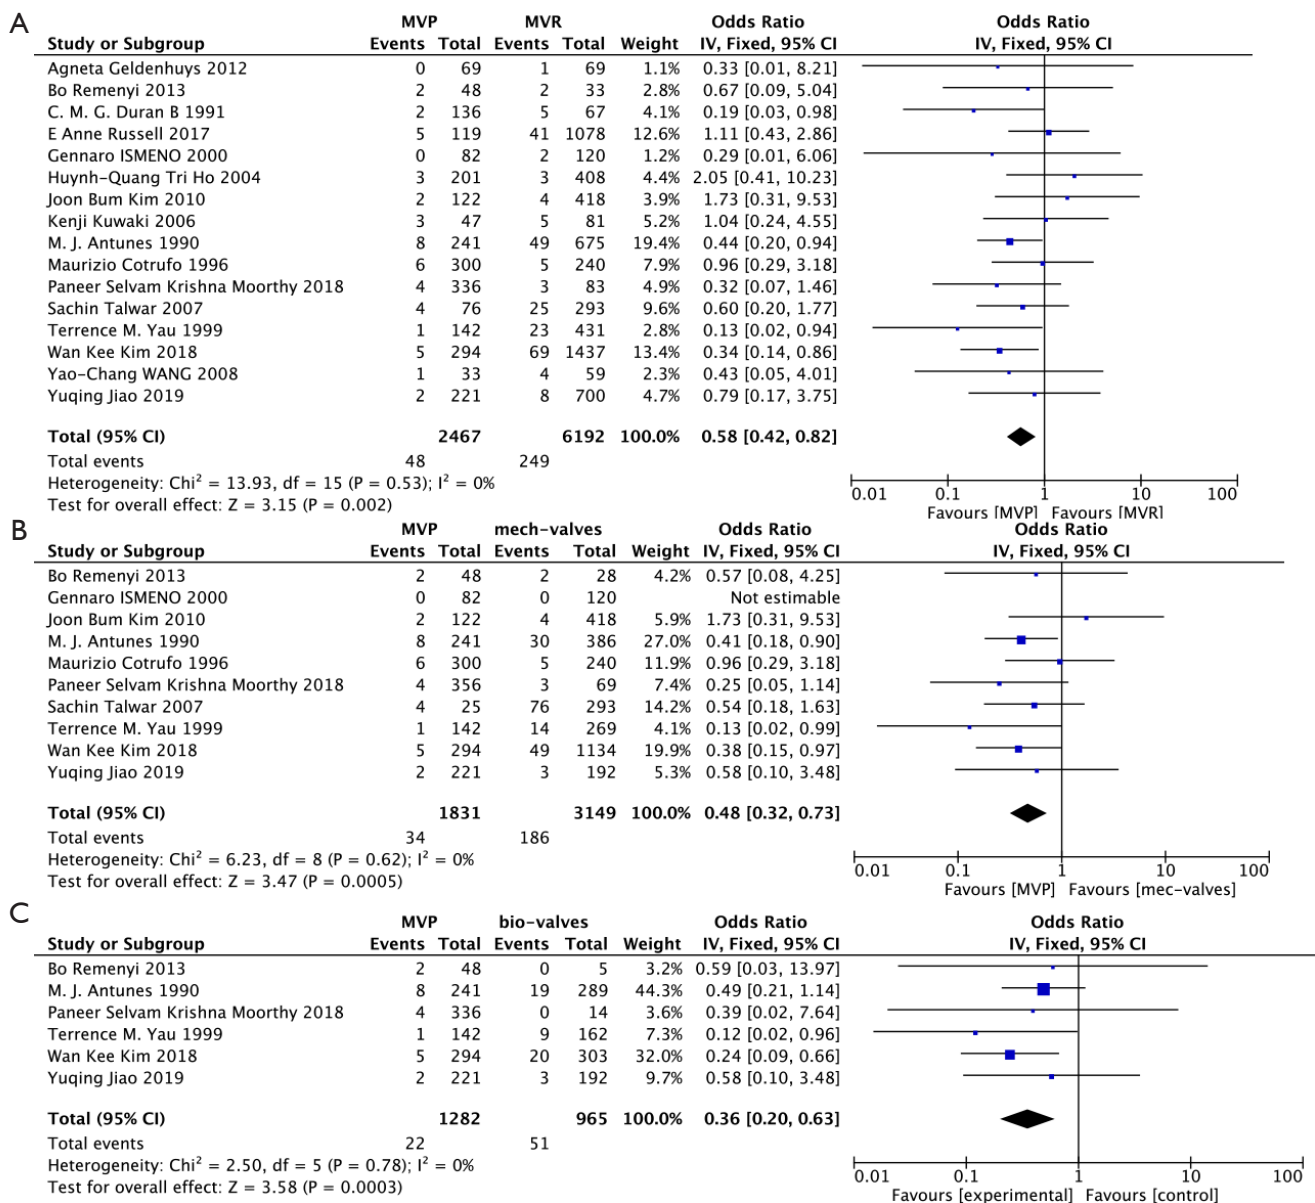 A
MVP MVR Odds Ratio Odds Ratio
Study or Subgroup Events Total Events Total Weight IV, Fixed, 95% CI IV, Fixed, 95% CI
Agneta Geldenhuys 2012 0 69 1 69 1.1% 0.33 [0.01, 8.21]
Bo Remenyi 2013 2 48 2 33 2.8% 0.67 [0.09, 5.04]
C. M. G. Duran B 1991 2 136 5 67 4.1% 0.19 [0.03, 0.98]
E Anne Russell 2017 5 119 41 1078 12.6% 1.11 [0.43, 2.86]
Gennaro ISMENO 2000 0 82 2 120 1.2% 0.29 [0.01, 6.06]
Huynh-Quang Tri Ho 2004 3 201 3 408 4.4% 2.05 [0.41, 10.23]
Joon Bum Kim 2010 2 122 4 418 3.9% 1.73 [0.31, 9.53]
Kenji Kuwaki 2006 3 47 5 81 5.2% 1.04 [0.24, 4.55]
M. J. Antunes 1990 8 241 49 675 19.4% 0.44 [0.20, 0.94]
Maurizio Cotrufo 1996 6 300 5 240 7.9% 0.96 [0.29, 3.18]
Paneer Selvam Krishna Moorthy 2018 4 336 3 83 4.9% 0.32 [0.07, 1.46]
Sachin Talwar 2007 4 76 25 293 9.6% 0.60 [0.20, 1.77]
Terrence M. Yau 1999 1 142 23 431 2.8% 0.13 [0.02, 0.94]
Wan Kee Kim 2018 5 294 69 1437 13.4% 0.34 [0.14, 0.86]
Yao-Chang WANG 2008 1 33 4 59 2.3% 0.43 [0.05, 4.01]
Yuqing Jiao 2019 2 221 8 700 4.7% 0.79 [0.17, 3.75]
Total (95% CI) 2467 6192 100.0% 0.58 [0.42, 0.82]
Total events 48 249
Heterogeneity: Chi² = 13.93, df = 15 (P = 0.53); I² = 0%
Test for overall effect: Z = 3.15 (P = 0.002)
0.01 0.1 1 10 100
Favours [MVP] Favours [MVR]
B
MVP mech-valves Odds Ratio Odds Ratio
Study or Subgroup Events Total Events Total Weight IV, Fixed, 95% CI IV, Fixed, 95% CI
Bo Remenyi 2013 2 48 2 28 4.2% 0.57 [0.08, 4.25]
Gennaro ISMENO 2000 0 82 0 120 Not estimable
Joon Bum Kim 2010 2 122 4 418 5.9% 1.73 [0.31, 9.53]
M. J. Antunes 1990 8 241 30 386 27.0% 0.41 [0.18, 0.90]
Maurizio Cotrufo 1996 6 300 5 240 11.9% 0.96 [0.29, 3.18]
Paneer Selvam Krishna Moorthy 2018 4 356 3 69 7.4% 0.25 [0.05, 1.14]
Sachin Talwar 2007 4 25 76 293 14.2% 0.54 [0.18, 1.63]
Terrence M. Yau 1999 1 142 14 269 4.1% 0.13 [0.02, 0.99]
Wan Kee Kim 2018 5 294 49 1134 19.9% 0.38 [0.15, 0.97]
Yuqing Jiao 2019 2 221 3 192 5.3% 0.58 [0.10, 3.48]
Total (95% CI) 1831 3149 100.0% 0.48 [0.32, 0.73]
Total events 34 186
Heterogeneity: Chi² = 6.23, df = 8 (P = 0.62); I² = 0%
Test for overall effect: Z = 3.47 (P = 0.0005)
0.01 0.1 1 10 100
Favours [MVP] Favours [mec-valves]
C
MVP bio-valves Odds Ratio Odds Ratio
Study or Subgroup Events Total Events Total Weight IV, Fixed, 95% CI IV, Fixed, 95% CI
Bo Remenyi 2013 2 48 0 5 3.2% 0.59 [0.03, 13.97]
M. J. Antunes 1990 8 241 19 289 44.3% 0.49 [0.21, 1.14]
Paneer Selvam Krishna Moorthy 2018 4 336 0 14 3.6% 0.39 [0.02, 7.64]
Terrence M. Yau 1999 1 142 9 162 7.3% 0.12 [0.02, 0.96]
Wan Kee Kim 2018 5 294 20 303 32.0% 0.24 [0.09, 0.66]
Yuqing Jiao 2019 2 221 3 192 9.7% 0.58 [0.10, 3.48]
Total (95% CI) 1282 965 100.0% 0.36 [0.20, 0.63]
Total events 22 51
Heterogeneity: Chi² = 2.50, df = 5 (P = 0.78); I² = 0%
Test for overall effect: Z = 3.58 (P = 0.0003)
0.01 0.1 1 10 100
Favours [experimental] Favours [control]